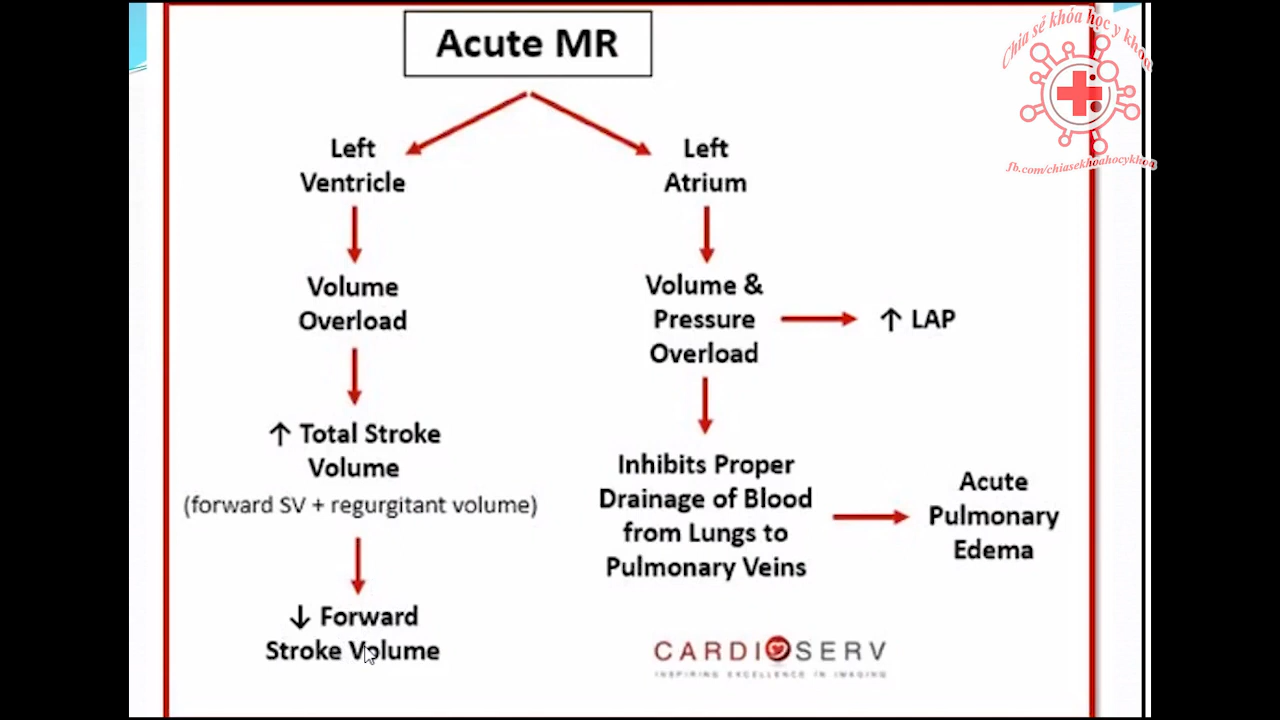 Acute MR
Left
Ventricle
Volume
Overload
↑ Total Stroke
Volume
(forward SV + regurgitant volume)
↓ Forward
Stroke Volume
Left
Atrium
Volume &
Pressure
Overload
↑ LAP
Inhibits Proper
Drainage of Blood
from Lungs to
Pulmonary Veins
Acute
Pulmonary
Edema
CARDIOSERV
INSPIRING EXCELLENCE IN IMAGING
Chia sẻ khóa học y khoa
fb.com/chiasekhoahocykhoa